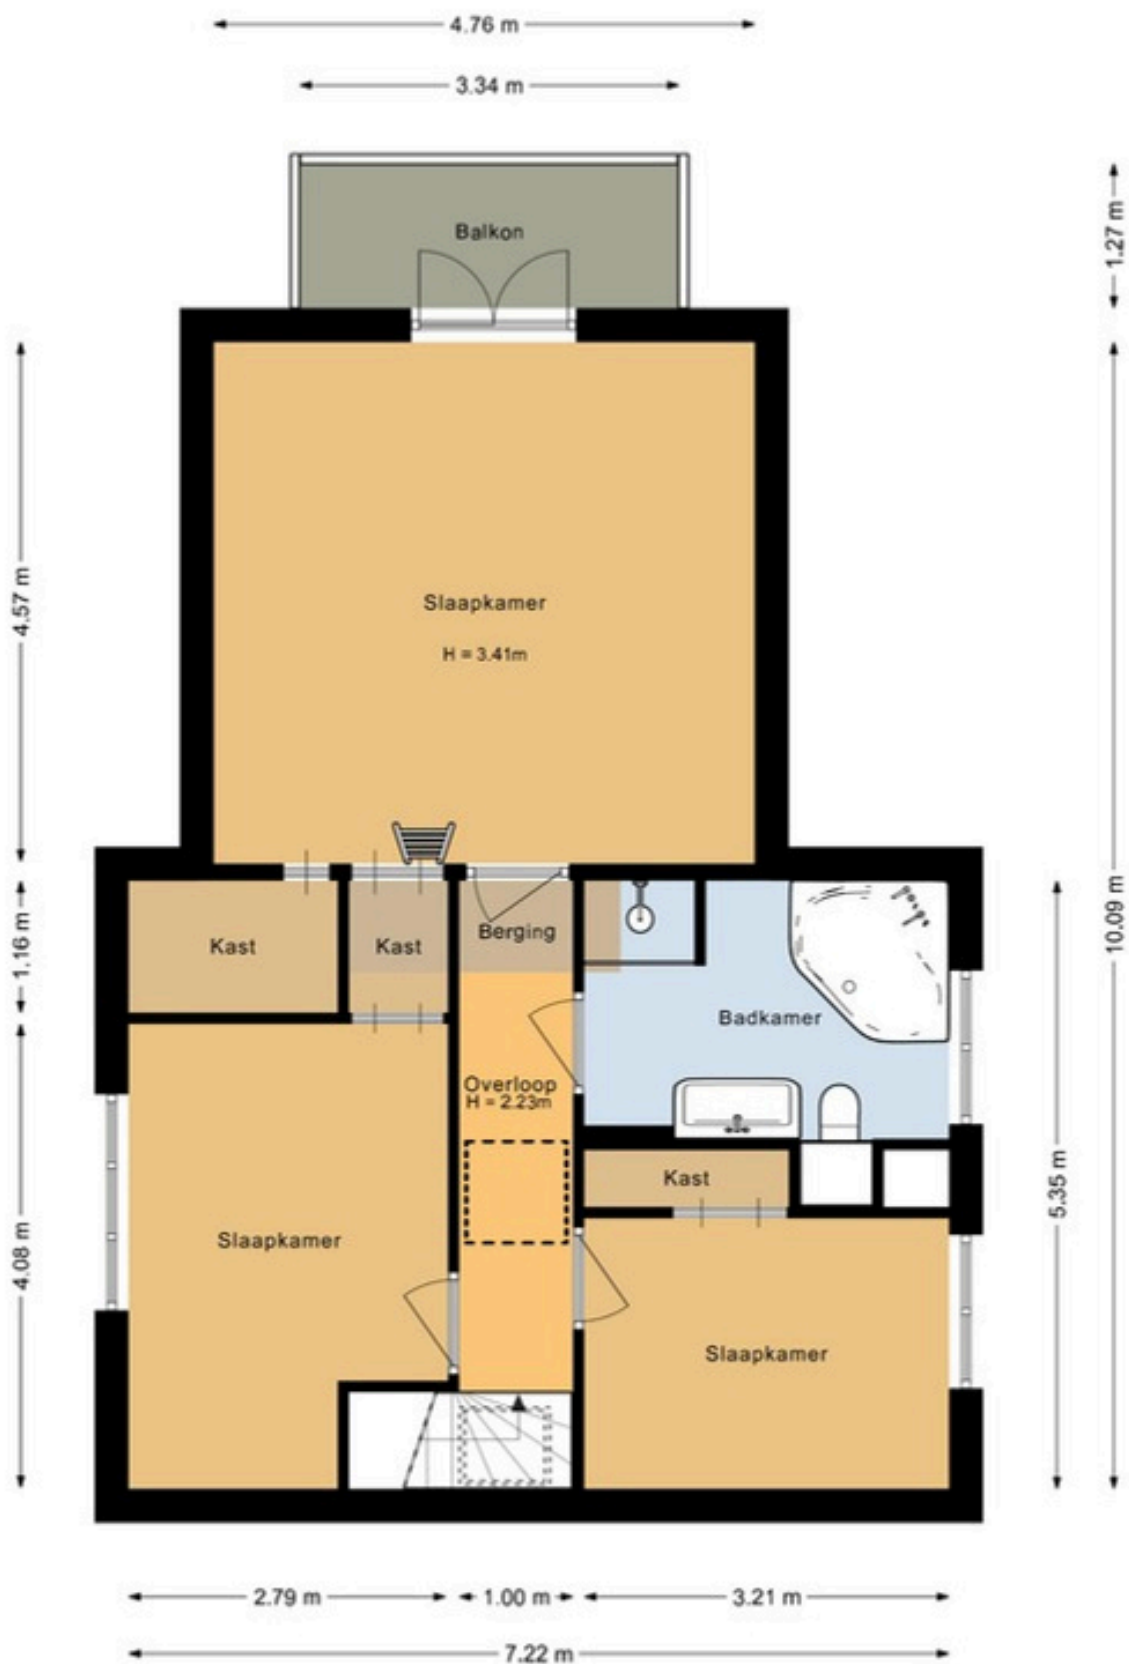 4.76 m
3.34 m
Balkon
1.27 m
4.57 m
Slaapkamer
H = 3.41m
1.16 m
Kast
Kast
Berging
10.09 m
Badkamer
Overloop
H = 2.23m
Kast
5.35 m
4.08 m
Slaapkamer
Slaapkamer
2.79 m
1.00 m
3.21 m
7.22 m